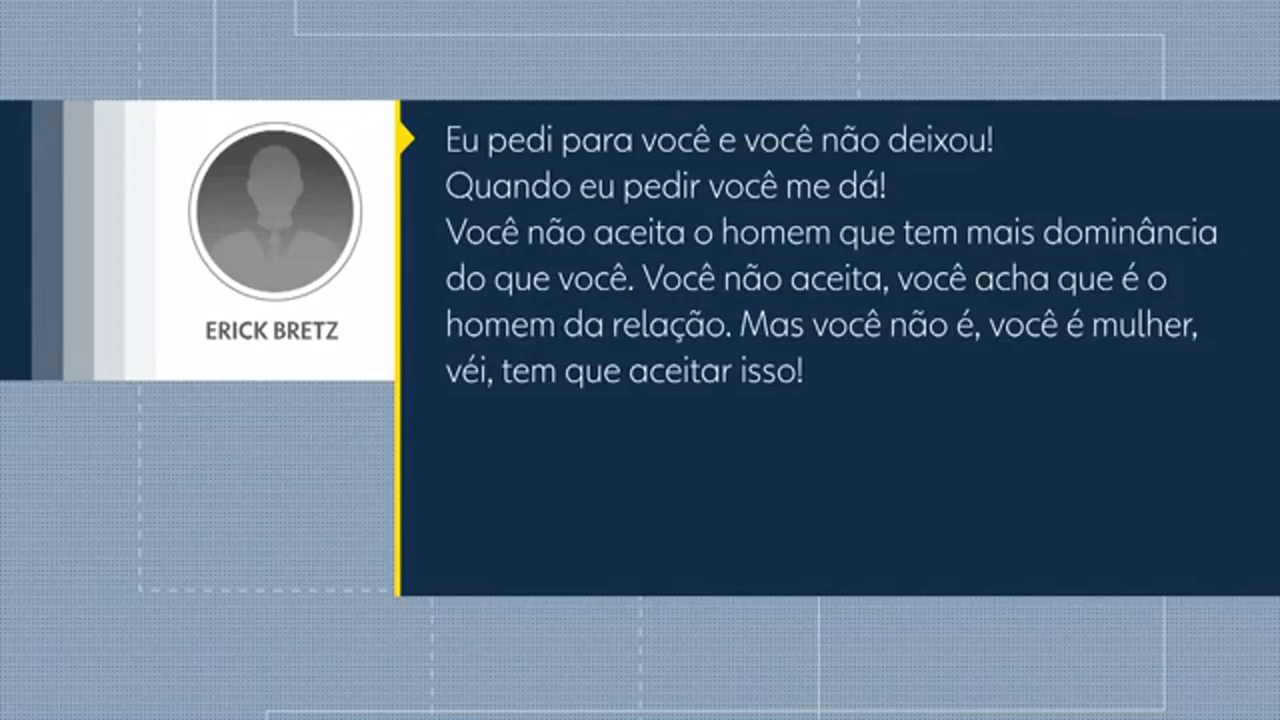 Eu pedi para você e você não deixou!
Quando eu pedir você me dá!
Você não aceita o homem que tem mais dominância
do que você. Você não aceita, você acha que é o
homem da relação. Mas você não é, você é mulher,
véi, tem que aceitar isso!
ERICK BRETZ